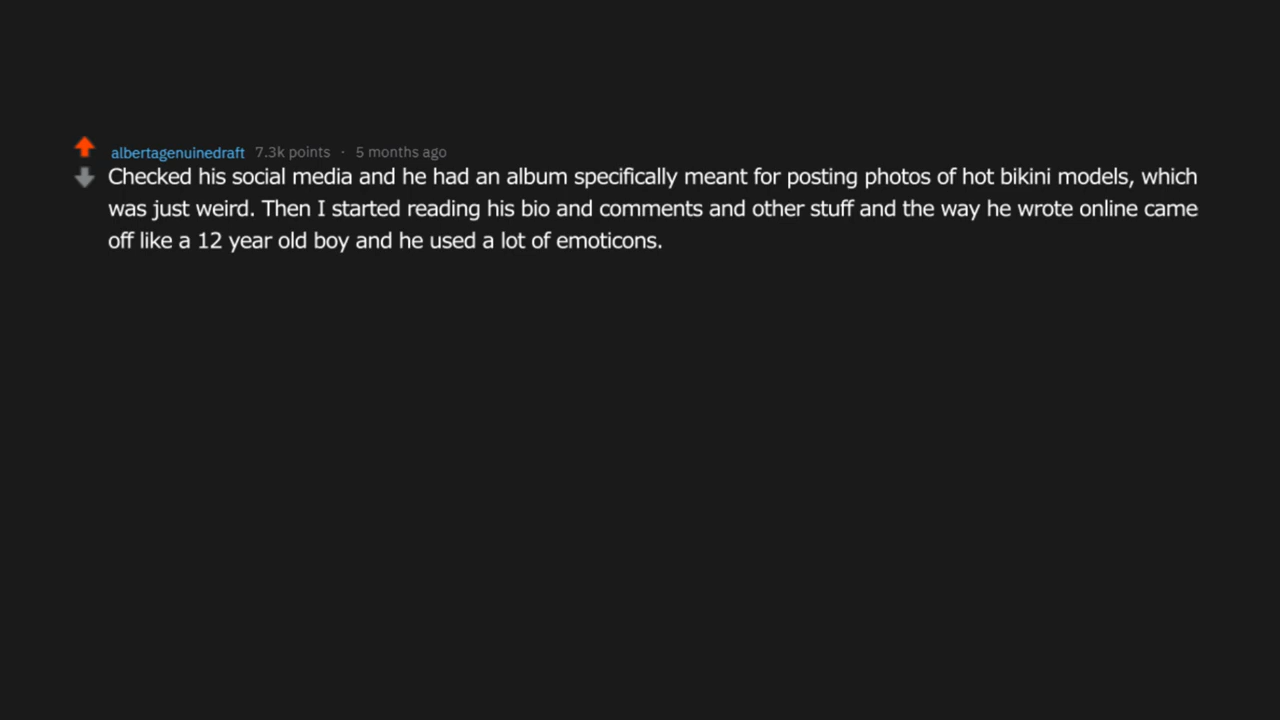 albertagenuinedraft 7.3k points · 5 months ago
Checked his social media and he had an album specifically meant for posting photos of hot bikini models, which
was just weird. Then I started reading his bio and comments and other stuff and the way he wrote online came
off like a 12 year old boy and he used a lot of emoticons.